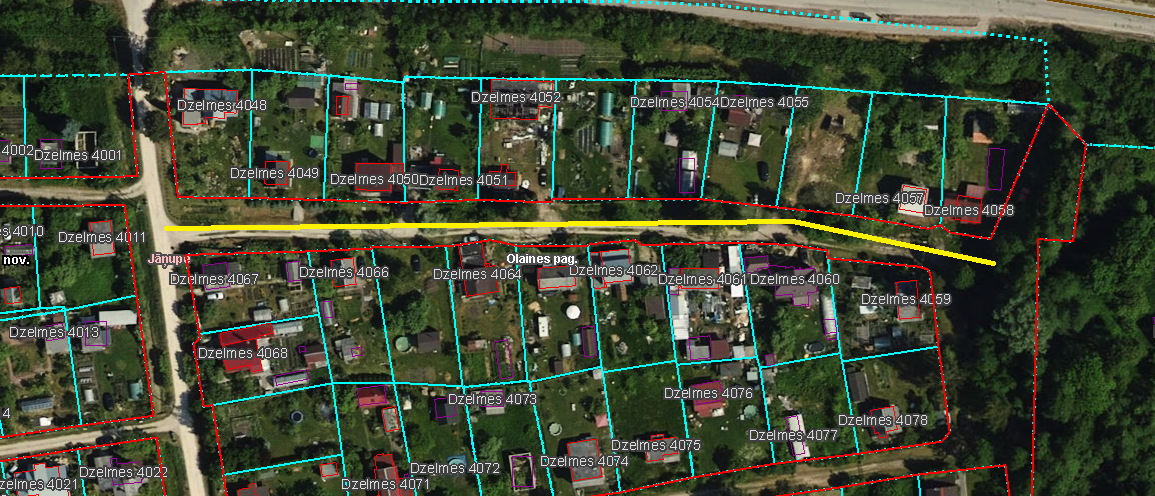 Dzelmes 4048
Dzelmes 4052
Dzelmes 4054
Dzelmes 4055
4002
Dzelmes 4001
Dzelmes 4049
Dzelmes 4050
Dzelmes 4051
Dzelmes 4057
Dzelmes 4058
4010
Dzelmes 4011
nov.
Jāņupe
Olaines pag.
Dzelmes 4067
Dzelmes 4066
Dzelmes 4064
Dzelmes 4062
Dzelmes 4061
Dzelmes 4060
Dzelmes 4059
Dzelmes 4013
Dzelmes 4068
Dzelmes 4073
Dzelmes 4076
4
Dzelmes 4078
Dzelmes 4077
Dzelmes 4075
Dzelmes 4074
Dzelmes 4072
Dzelmes 4022
Dzelmes 4071
zelmes 4021